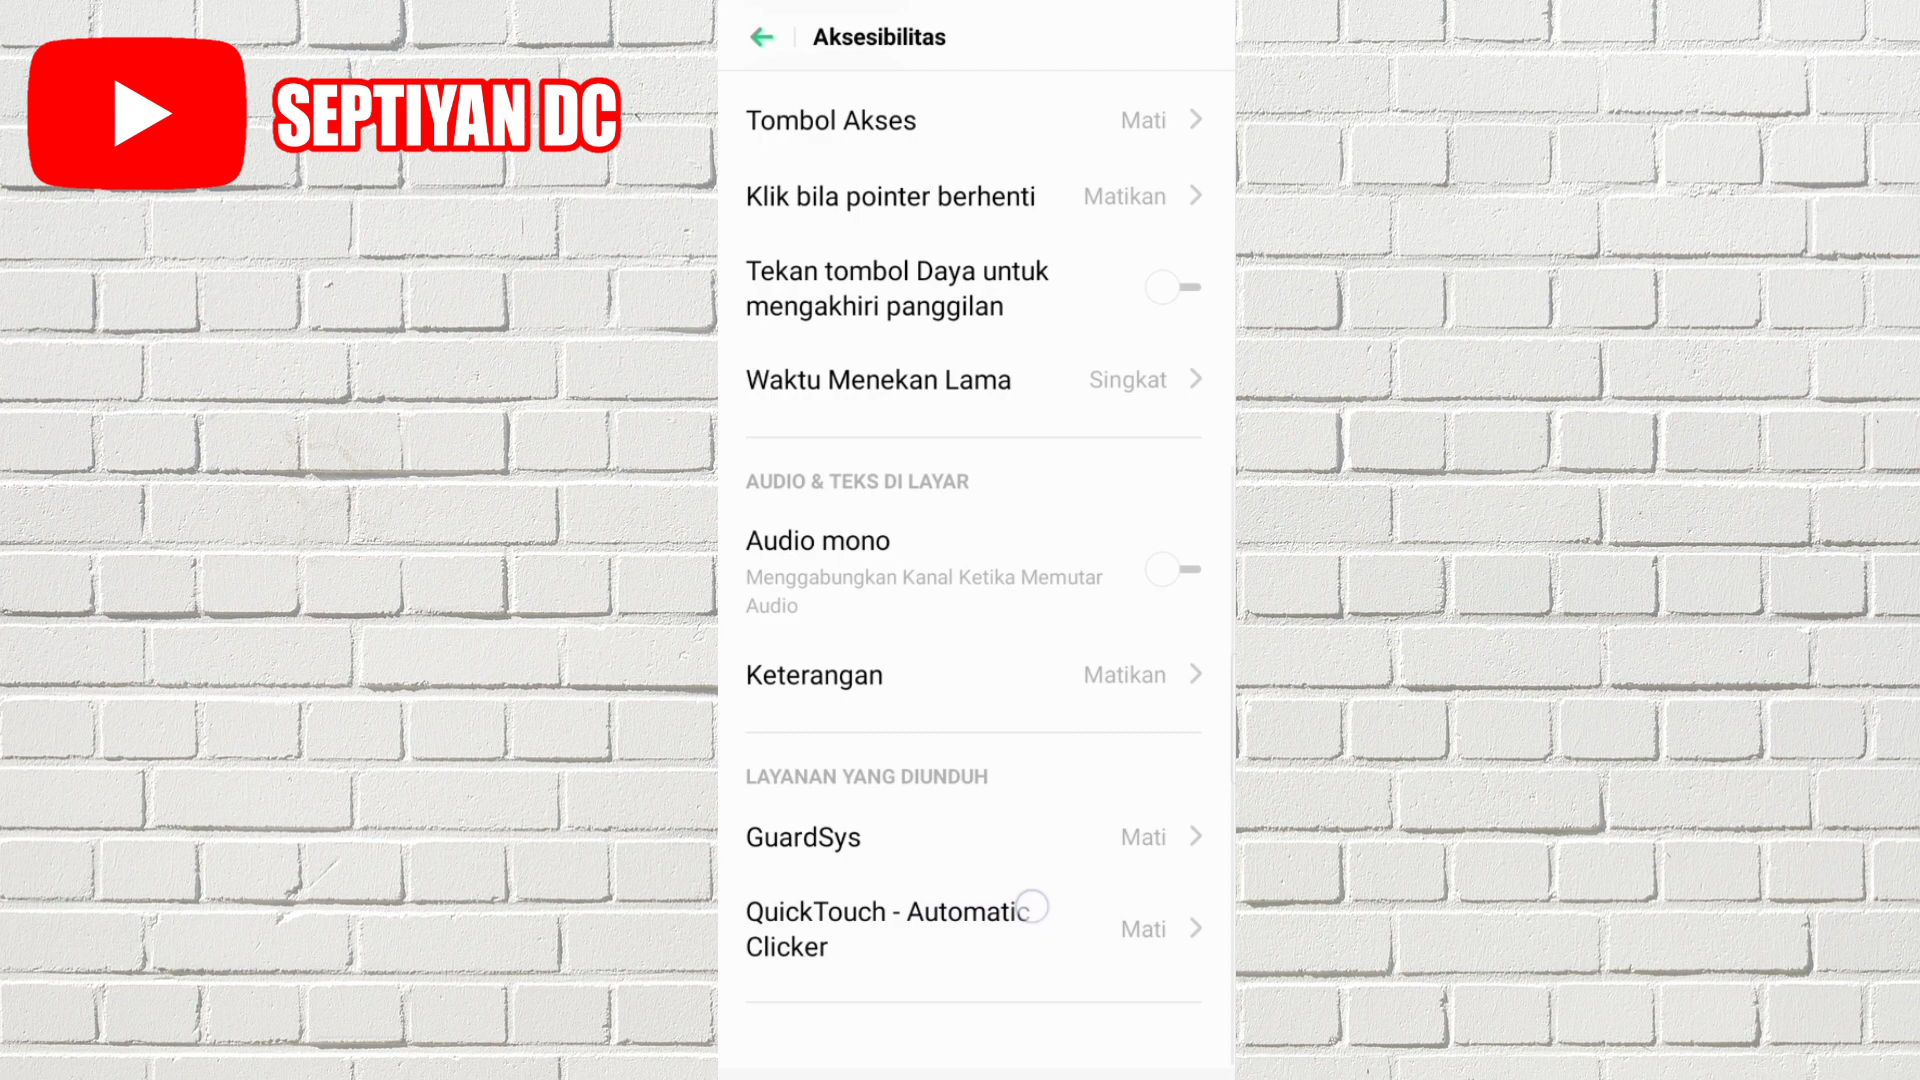 SEPTIYAN DC
Aksesibilitas
Tombol Akses Mati
Klik bila pointer berhenti Matikan
Tekan tombol Daya untuk
mengakhiri panggilan
Waktu Menekan Lama Singkat
AUDIO & TEKS DI LAYAR
Audio mono
Menggabungkan Kanal Ketika Memutar
Audio
Keterangan Matikan
LAYANAN YANG DIUNDUH
GuardSys Mati
QuickTouch - Automatic
Clicker Mati